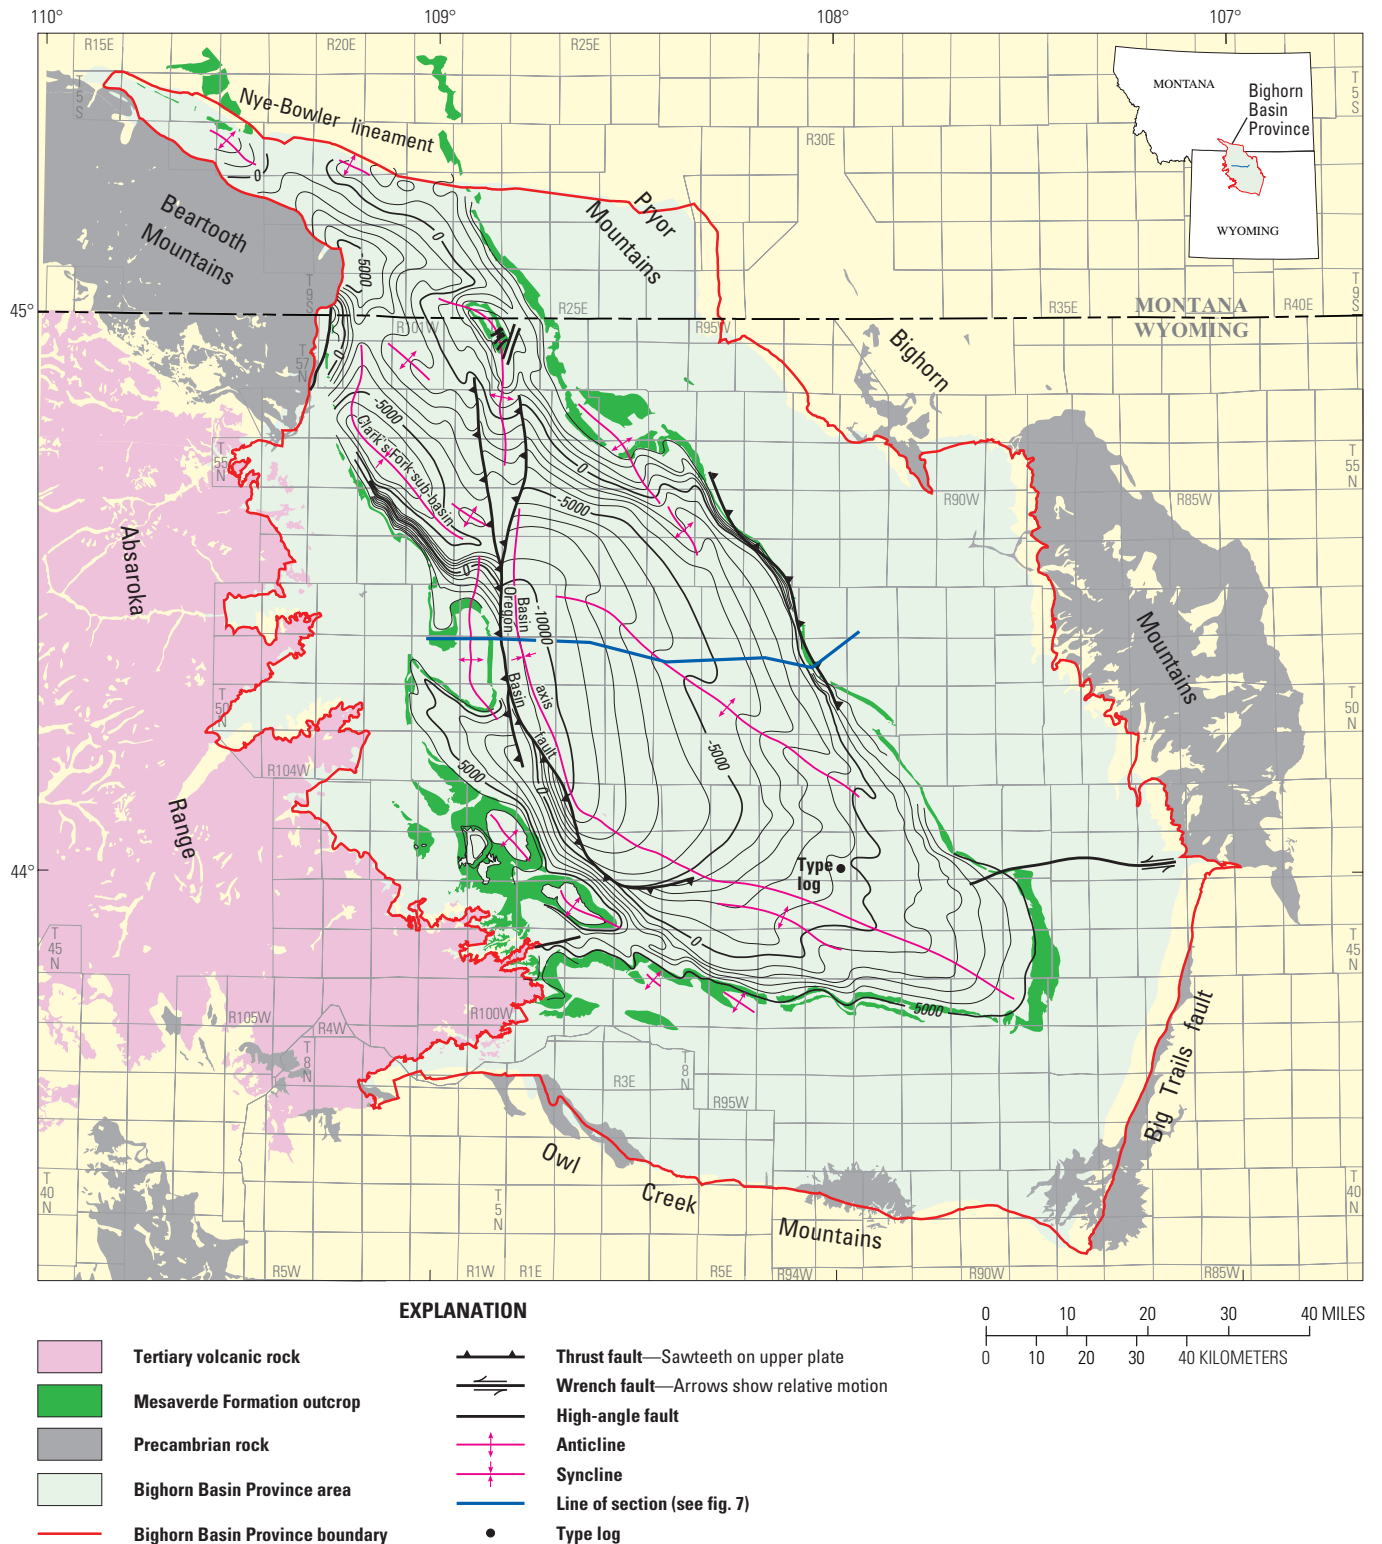 110°
109°
108°
107°
R15E
R20E
R25E
T
5
S
T
5
S
MONTANA
Bighorn
Basin
Province
WYOMING
Nye-Bowler lineament
R30E
0
Beartooth
Mountains
Pryor
Mountains
0
-5000
T
9
S
T
9
S
45°
R25E
R35E
MONTANA
R40E
R101W
R95W
WYOMING
T
57
N
0
Bighorn
-5000
Clark's Fork sub-basin
T
55
N
0
T
55
N
-5000
R90W
R85W
Absaroka
0
Basin
Oregon
-10000
Mountains
Basin
axis
T
50
N
T
50
N
fault
R104W
-5000
5000
0
Range
44°
Type
log
T
45
N
0
T
45
N
-5000
R105W
R4W
R100W
Big Trails fault
T
8
N
T
8
N
R3E
R95W
Owl
Creek
Mountains
T
40
N
T
5
N
T
40
N
R5W
R1W
R1E
R5E
R94W
R90W
R85W
EXPLANATION
Tertiary volcanic rock
Mesaverde Formation outcrop
Precambrian rock
Bighorn Basin Province area
Bighorn Basin Province boundary
Thrust fault—Sawteeth on upper plate
Wrench fault—Arrows show relative motion
High-angle fault
Anticline
Syncline
Line of section (see fig. 7)
Type log
0 10 20 30 40 MILES
0 10 20 30 40 KILOMETERS